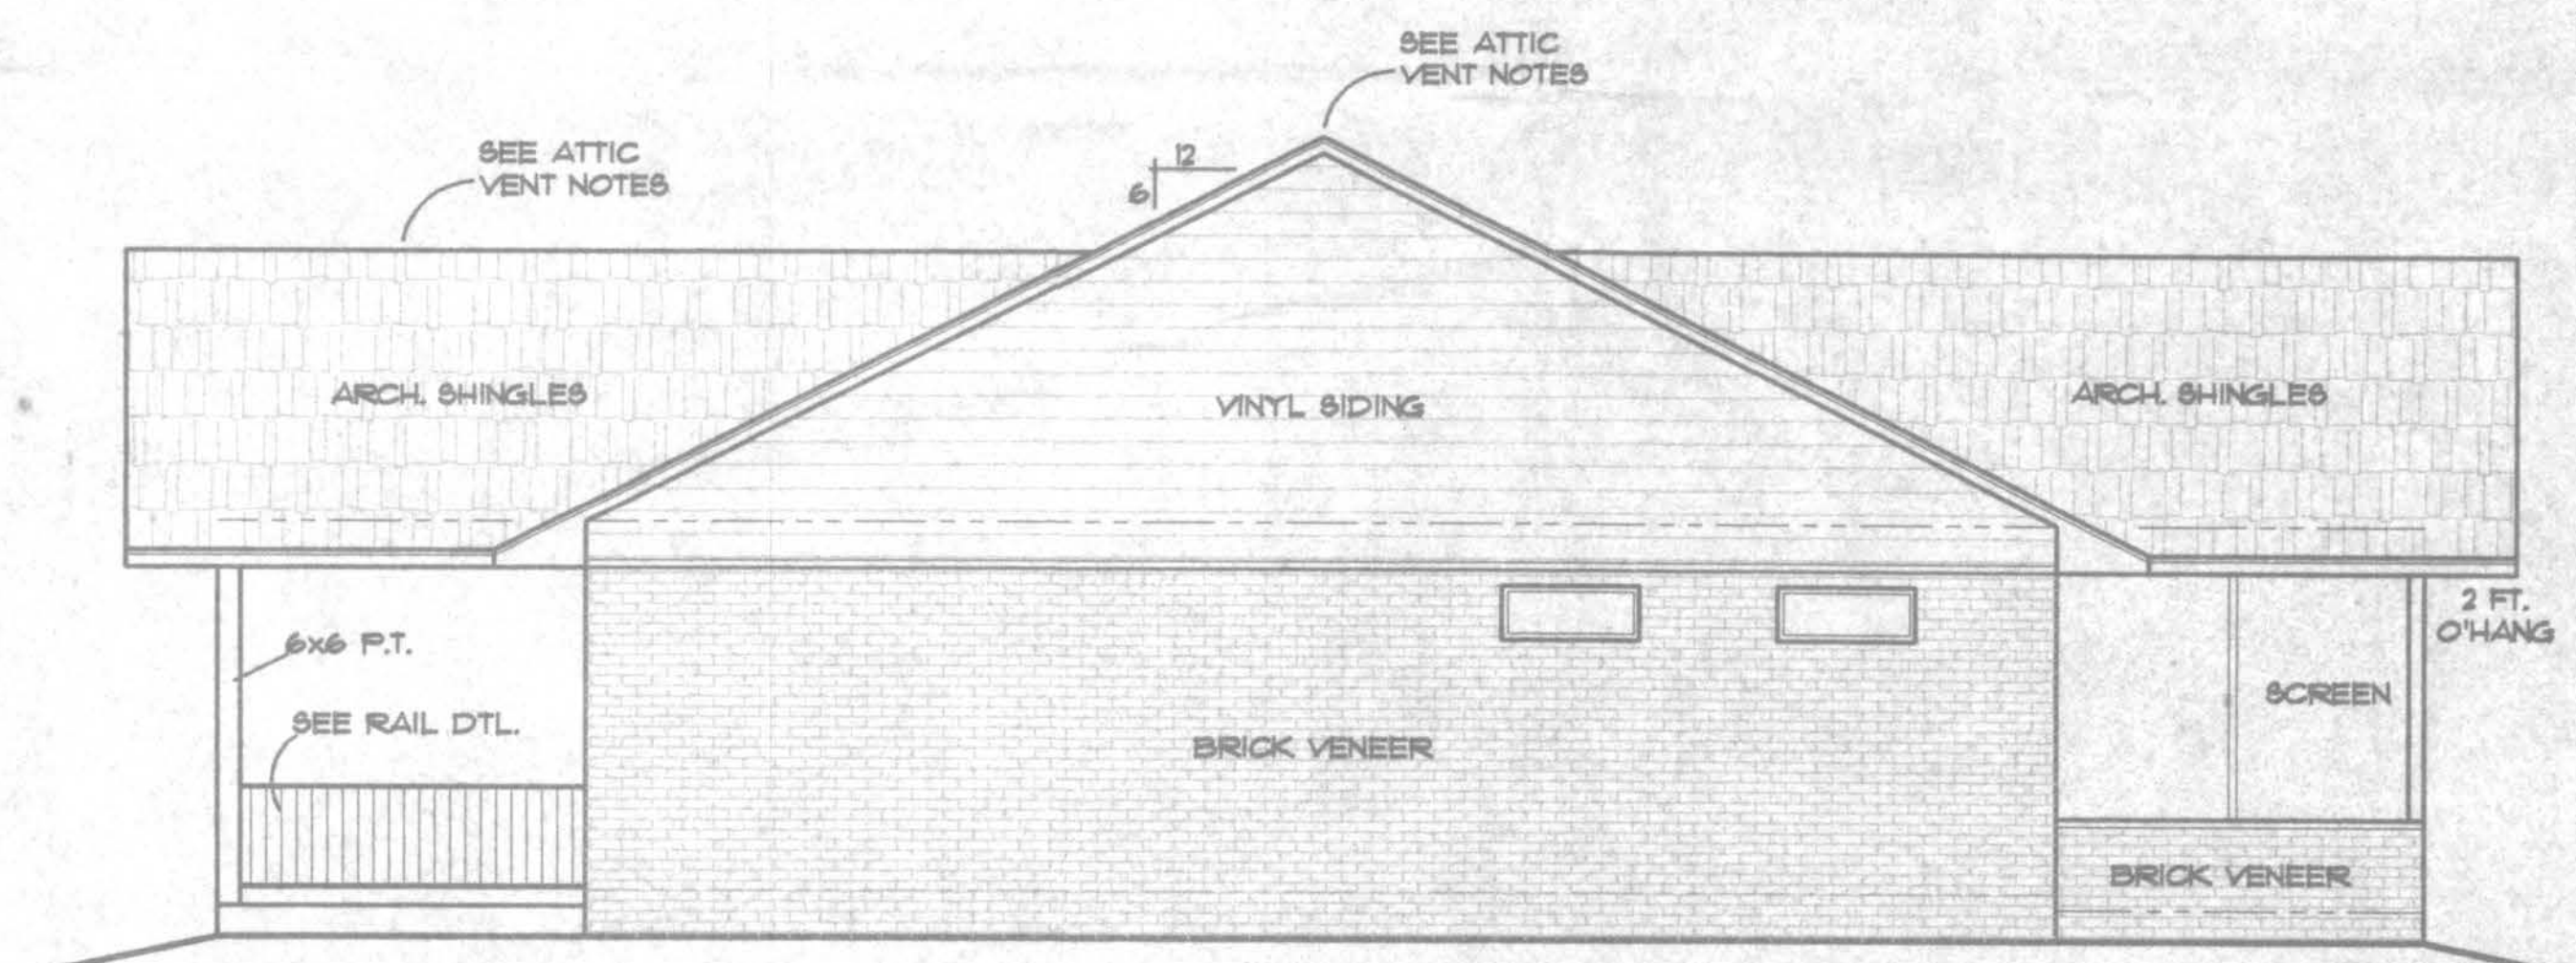 SEE ATTIC
VENT NOTES
SEE ATTIC
VENT NOTES
12
6
ARCH. SHINGLES
VINYL SIDING
ARCH. SHINGLES
2 FT.
O'HANG
6x6 P.T.
SCREEN
SEE RAIL DTL.
BRICK VENEER
BRICK VENEER